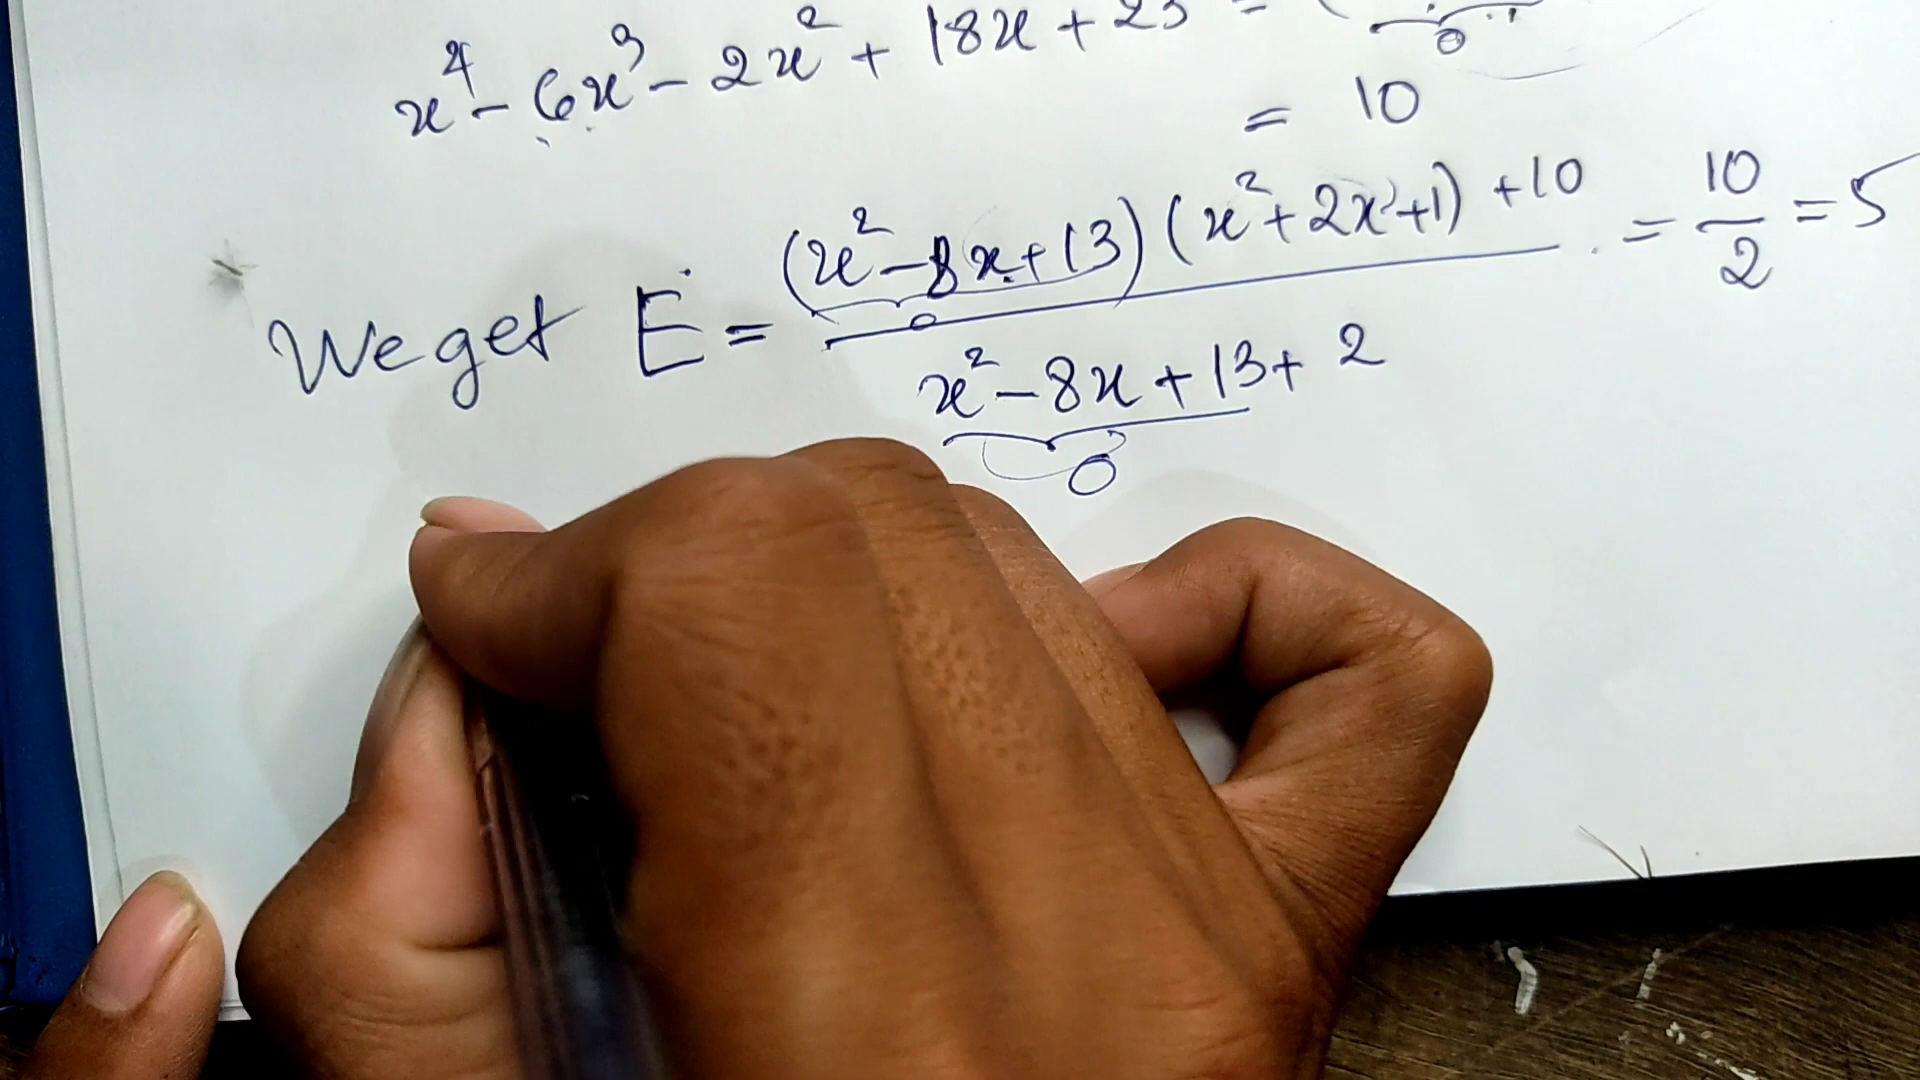 x⁴ - 6x³ - 2x² + 18x + 23 = (
0
= 10
We get E = (x² - 8x + 13)(x² + 2x + 1) + 10 / x² - 8x + 13 + 2 = 10/2 = 5
0
0